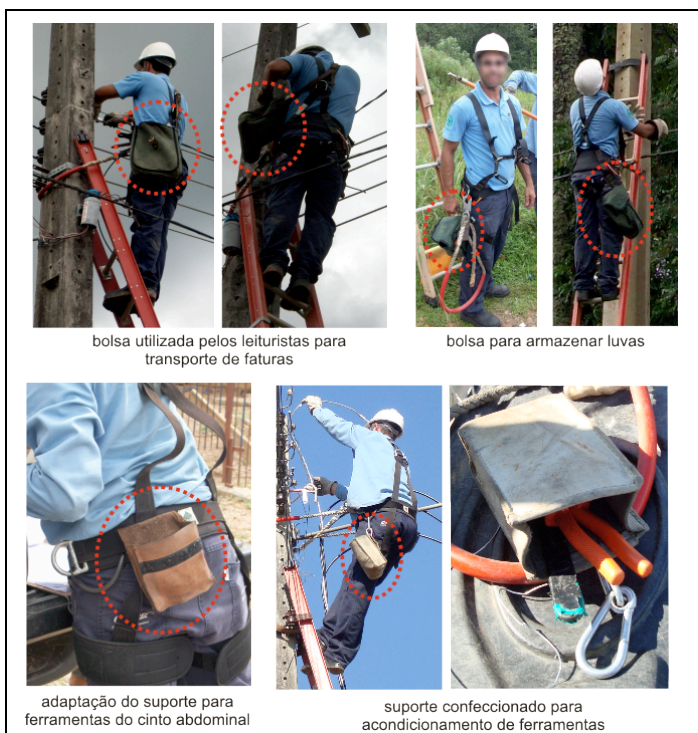 bolsa utilizada pelos leituristas para
transporte de faturas
bolsa para armazenar luvas
adaptação do suporte para
ferramentas do cinto abdominal
suporte confeccionado para
acondicionamento de ferramentas